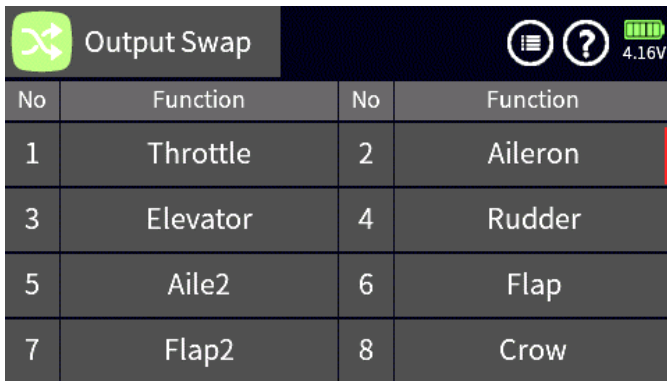 Output Swap
4.16V
No Function No Function
1 Throttle 2 Aileron
3 Elevator 4 Rudder
5 Aile2 6 Flap
7 Flap2 8 Crow